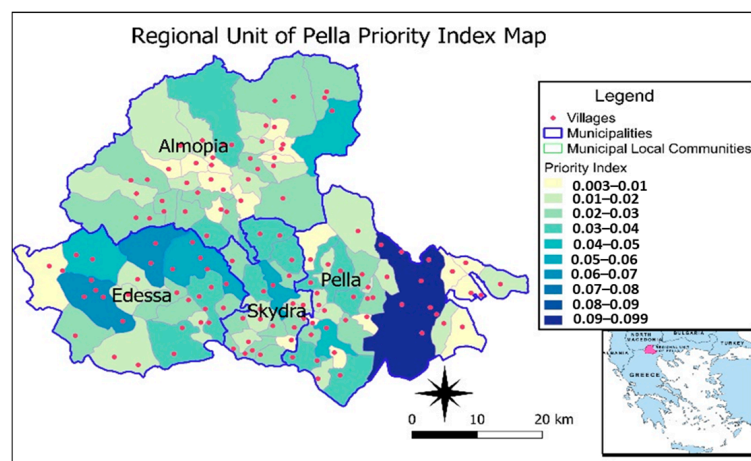 Regional Unit of Pella Priority Index Map
Almopia
Edessa
Skydra
Pella
Legend
Villages
Municipalities
Municipal Local Communities
Priority Index
0.003–0.01
0.01–0.02
0.02–0.03
0.03–0.04
0.04–0.05
0.05–0.06
0.06–0.07
0.07–0.08
0.08–0.09
0.09–0.099
0 10 20 km
NORTH
MACEDONIA
BULGARIA
ALBANIA
TURKEY
GREECE